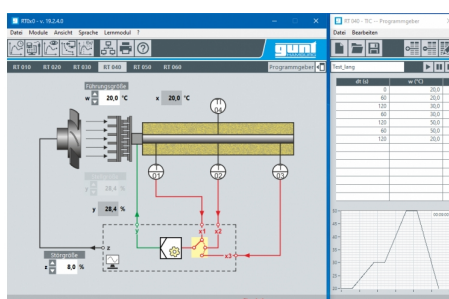 RT0x0 - v. 19.2.4.0
Datei Module Ansicht Sprache Lernmodul ?
gunt
RT 010 RT 020 RT 030 RT 040 RT 050 RT 060 Programmgeber
Führungsgröße
w 20,0 °C x 20,0 °C
TI
04
01 02 03
28,4 %
y 28,4 %
y x1 x2
z
x3
Störgröße
z 8,0 %
RT 040 - TIC — Programmgeber
Datei Bearbeiten
Test_lang
dt (s) w (°C)
0 20,0
60 20,0
120 30,0
60 30,0
120 50,0
60 50,0
120 20,0